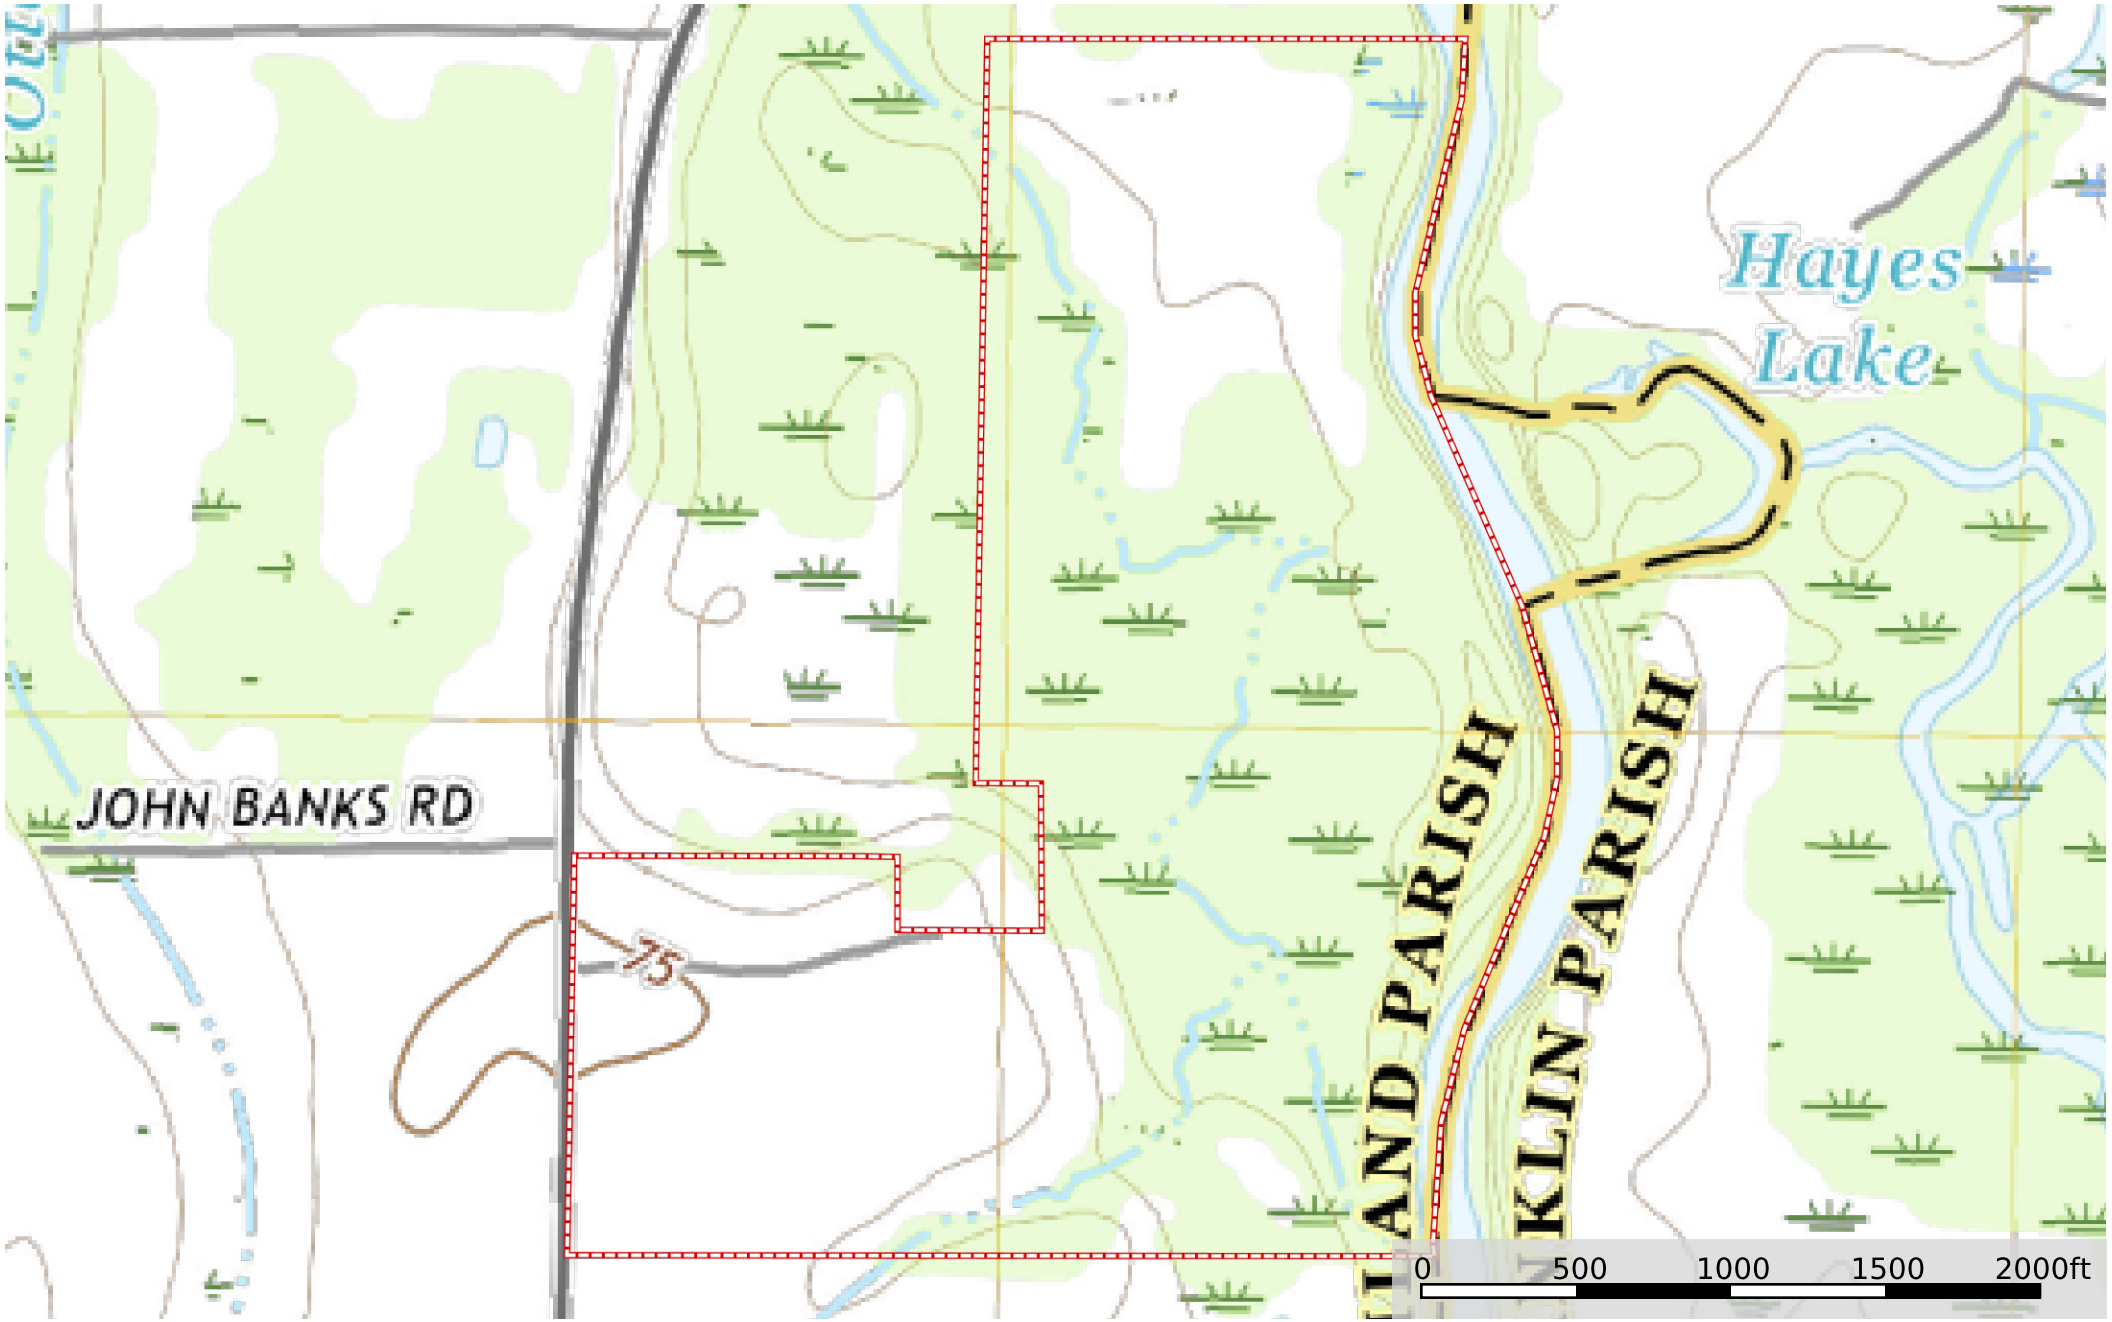 Hayes
Lake
JOHN BANKS RD
75
AND PARISH
KLIN PARISH
0 500 1000 1500 2000ft